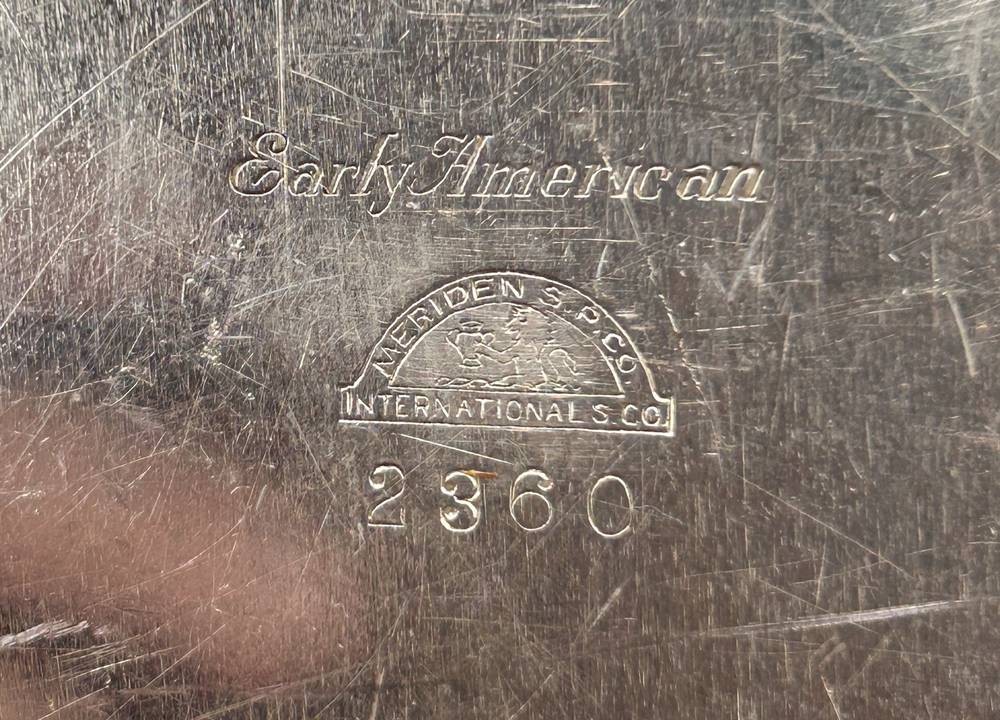 Early American
MERIDEN S.P. CO.
INTERNATIONAL S. CO.
2360